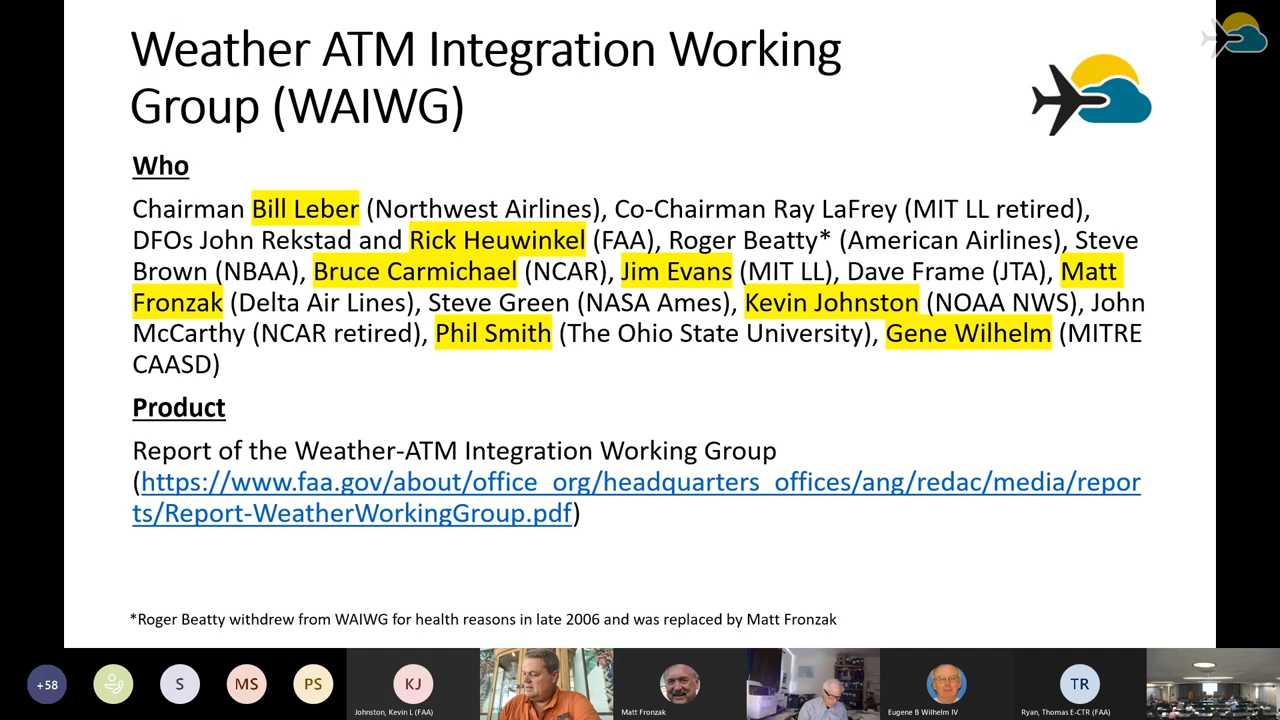 Weather ATM Integration Working
Group (WAIWG)
Who
Chairman Bill Leber (Northwest Airlines), Co-Chairman Ray LaFrey (MIT LL retired),
DFOs John Rekstad and Rick Heuwinkel (FAA), Roger Beatty* (American Airlines), Steve
Brown (NBAA), Bruce Carmichael (NCAR), Jim Evans (MIT LL), Dave Frame (JTA), Matt
Fronzak (Delta Air Lines), Steve Green (NASA Ames), Kevin Johnston (NOAA NWS), John
McCarthy (NCAR retired), Phil Smith (The Ohio State University), Gene Wilhelm (MITRE
CAASD)
Product
Report of the Weather-ATM Integration Working Group
(https://www.faa.gov/about/office_org/headquarters_offices/ang/redac/media/repor
ts/Report-WeatherWorkingGroup.pdf)
*Roger Beatty withdrew from WAIWG for health reasons in late 2006 and was replaced by Matt Fronzak
+58
S
MS
PS
KJ
TR
Johnston, Kevin L (FAA)
Matt Fronzak
Eugene B Wilhelm IV
Ryan, Thomas E-CTR (FAA)